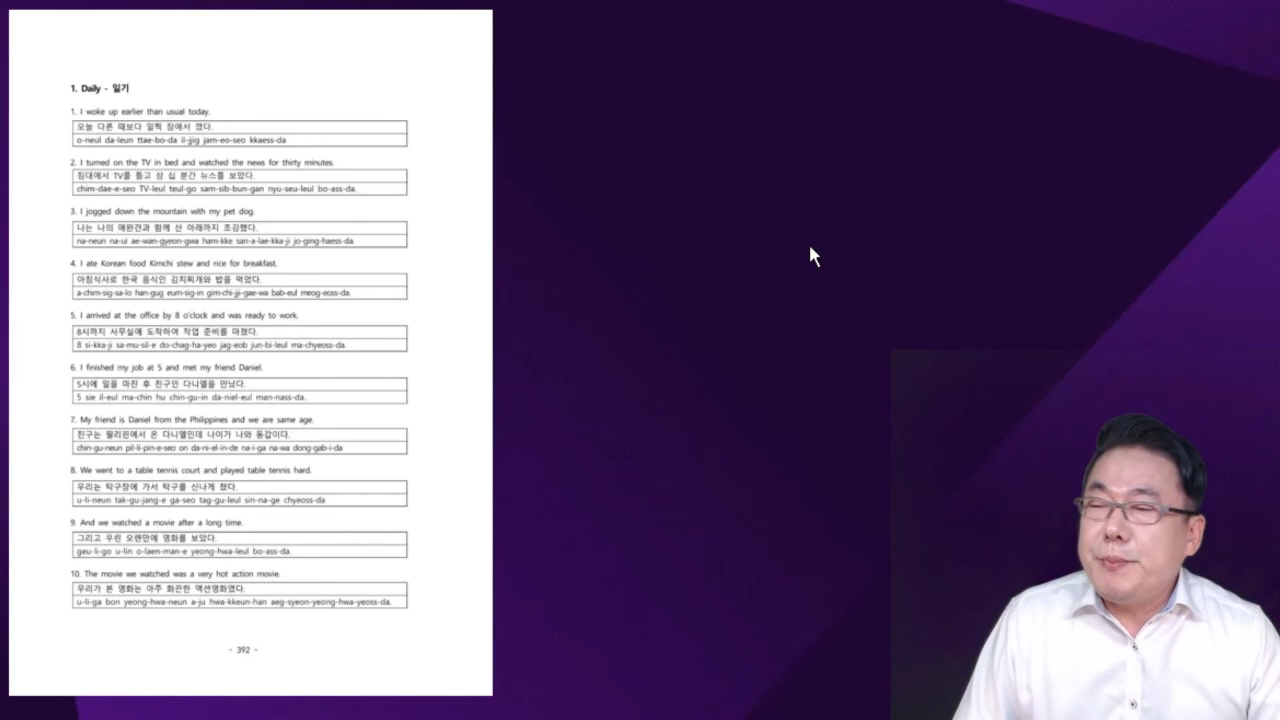 1. Daily - 일기
1. I woke up earlier than usual today.
오늘 다른 때보다 일찍 잠에서 깼다.
o-neul da-leun ttae-bo-da il-jjig jam-eo-seo kkaess-da
2. I turned on the TV in bed and watched the news for thirty minutes.
침대에서 TV를 틀고 삼 십 분간 뉴스를 보았다.
chim-dae-e-seo TV-leul teul-go sam-sib-bun-gan nyu-seu-leul bo-ass-da.
3. I jogged down the mountain with my pet dog.
나는 나의 애완견과 함께 산 아래까지 조깅했다.
na-neun na-ui ae-wan-gyeon-gwa ham-kke san-a-lae-kka-ji jo-ging-haess-da.
4. I ate Korean food Kimchi stew and rice for breakfast.
아침식사로 한국 음식인 김치찌개와 밥을 먹었다.
a-chim-sig-sa-lo han-gug eum-sig-in gim-chi-jji-gae-wa bab-eul meog-eoss-da.
5. I arrived at the office by 8 o'clock and was ready to work.
8시까지 사무실에 도착하여 작업 준비를 마쳤다.
8 si-kka-ji sa-mu-sil-e do-chag-ha-yeo jag-eob jun-bi-leul ma-chyeoss-da.
6. I finished my job at 5 and met my friend Daniel.
5시에 일을 마친 후 친구인 다니엘을 만났다.
5 sie il-eul ma-chin hu chin-gu-in da-niel-eul man-nass-da.
7. My friend is Daniel from the Philippines and we are same age.
친구는 필리핀에서 온 다니엘인데 나이가 나와 동갑이다.
chin-gu-neun pil-li-pin-e-seo on da-ni-el-in-de na-i-ga na-wa dong-gab-i-da
8. We went to a table tennis court and played table tennis hard.
우리는 탁구장에 가서 탁구를 신나게 쳤다.
u-li-neun tak-gu-jang-e ga-seo tag-gu-leul sin-na-ge chyeoss-da
9. And we watched a movie after a long time.
그리고 우린 오랜만에 영화를 보았다.
geu-li-go u-lin o-laen-man-e yeong-hwa-leul bo-ass-da.
10. The movie we watched was a very hot action movie.
우리가 본 영화는 아주 화끈한 액션영화였다.
u-li-ga bon yeong-hwa-neun a-ju hwa-kkeun-han aeg-syeon-yeong-hwa-yeoss-da.
- 392 -